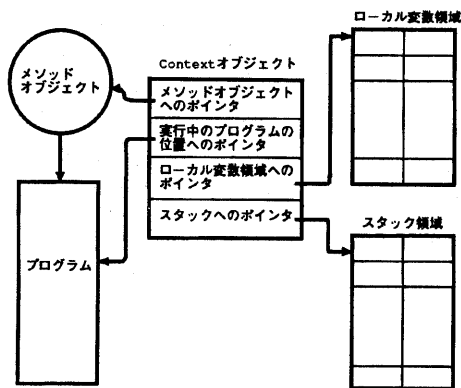 ローカル変数領域
Contextオブジェクト
メソッド
オブジェクト
メソッドオブジェクト
へのポインタ
実行中のプログラムの
位置へのポインタ
ローカル変数領域への
ポインタ
スタックへのポインタ
スタック領域
プログラム